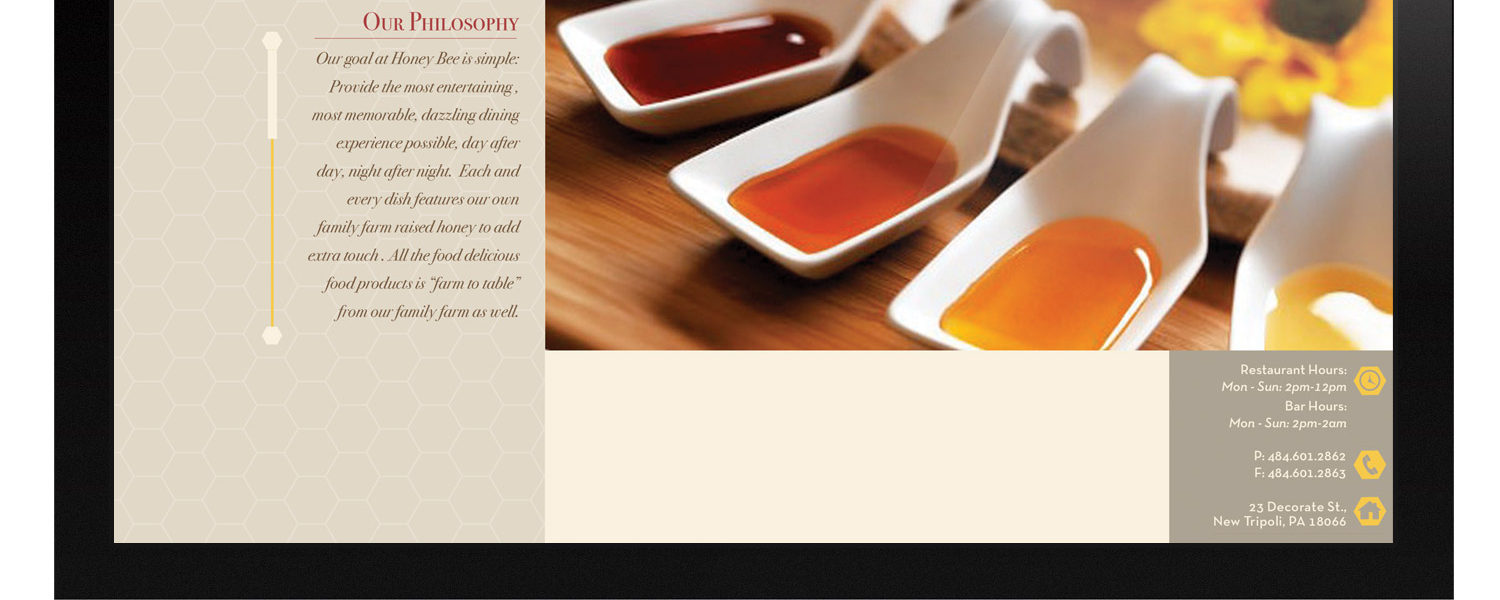 Our Philosophy
Our goal at Honey Bee is simple:
Provide the most entertaining ,
most memorable, dazzling dining
experience possible, day after
day, night after night.  Each and
every dish features our own
family farm raised honey to add
extra touch . All the food delicious
food products is “farm to table”
from our family farm as well.
Restaurant Hours:
Mon - Sun: 2pm-12pm
Bar Hours:
Mon - Sun: 2pm-2am
P: 484.601.2862
F: 484.601.2863
23 Decorate St.,
New Tripoli, PA 18066